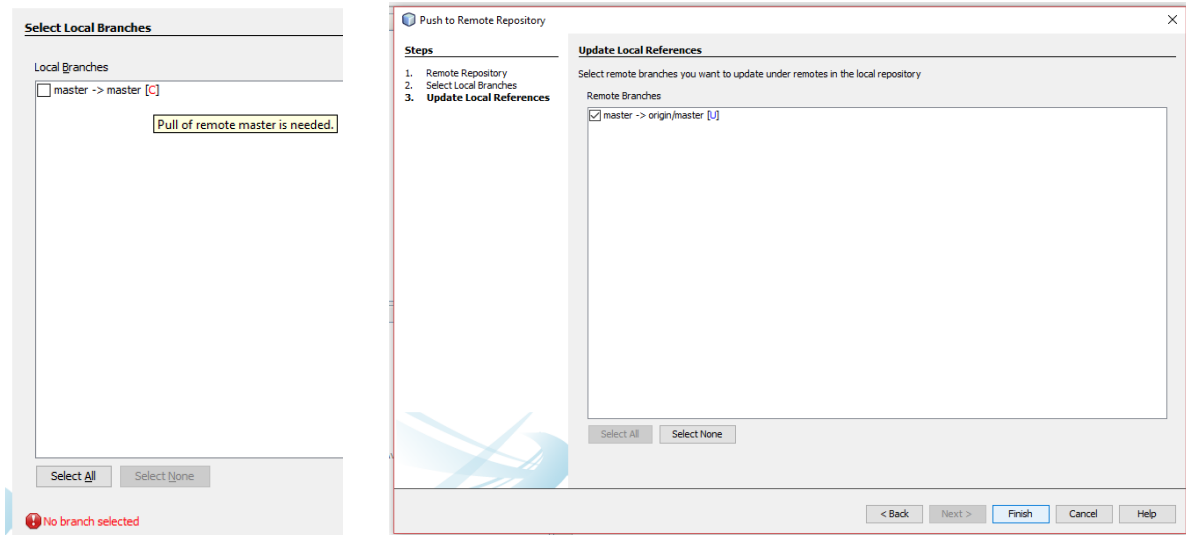 Select Local Branches
Local Branches
master -> master [C]
Pull of remote master is needed.
Select All
Select None
No branch selected
Push to Remote Repository
Steps
1. Remote Repository
2. Select Local Branches
3. Update Local References
Update Local References
Select remote branches you want to update under remotes in the local repository
Remote Branches
master -> origin/master [U]
Select All
Select None
< Back
Next >
Finish
Cancel
Help